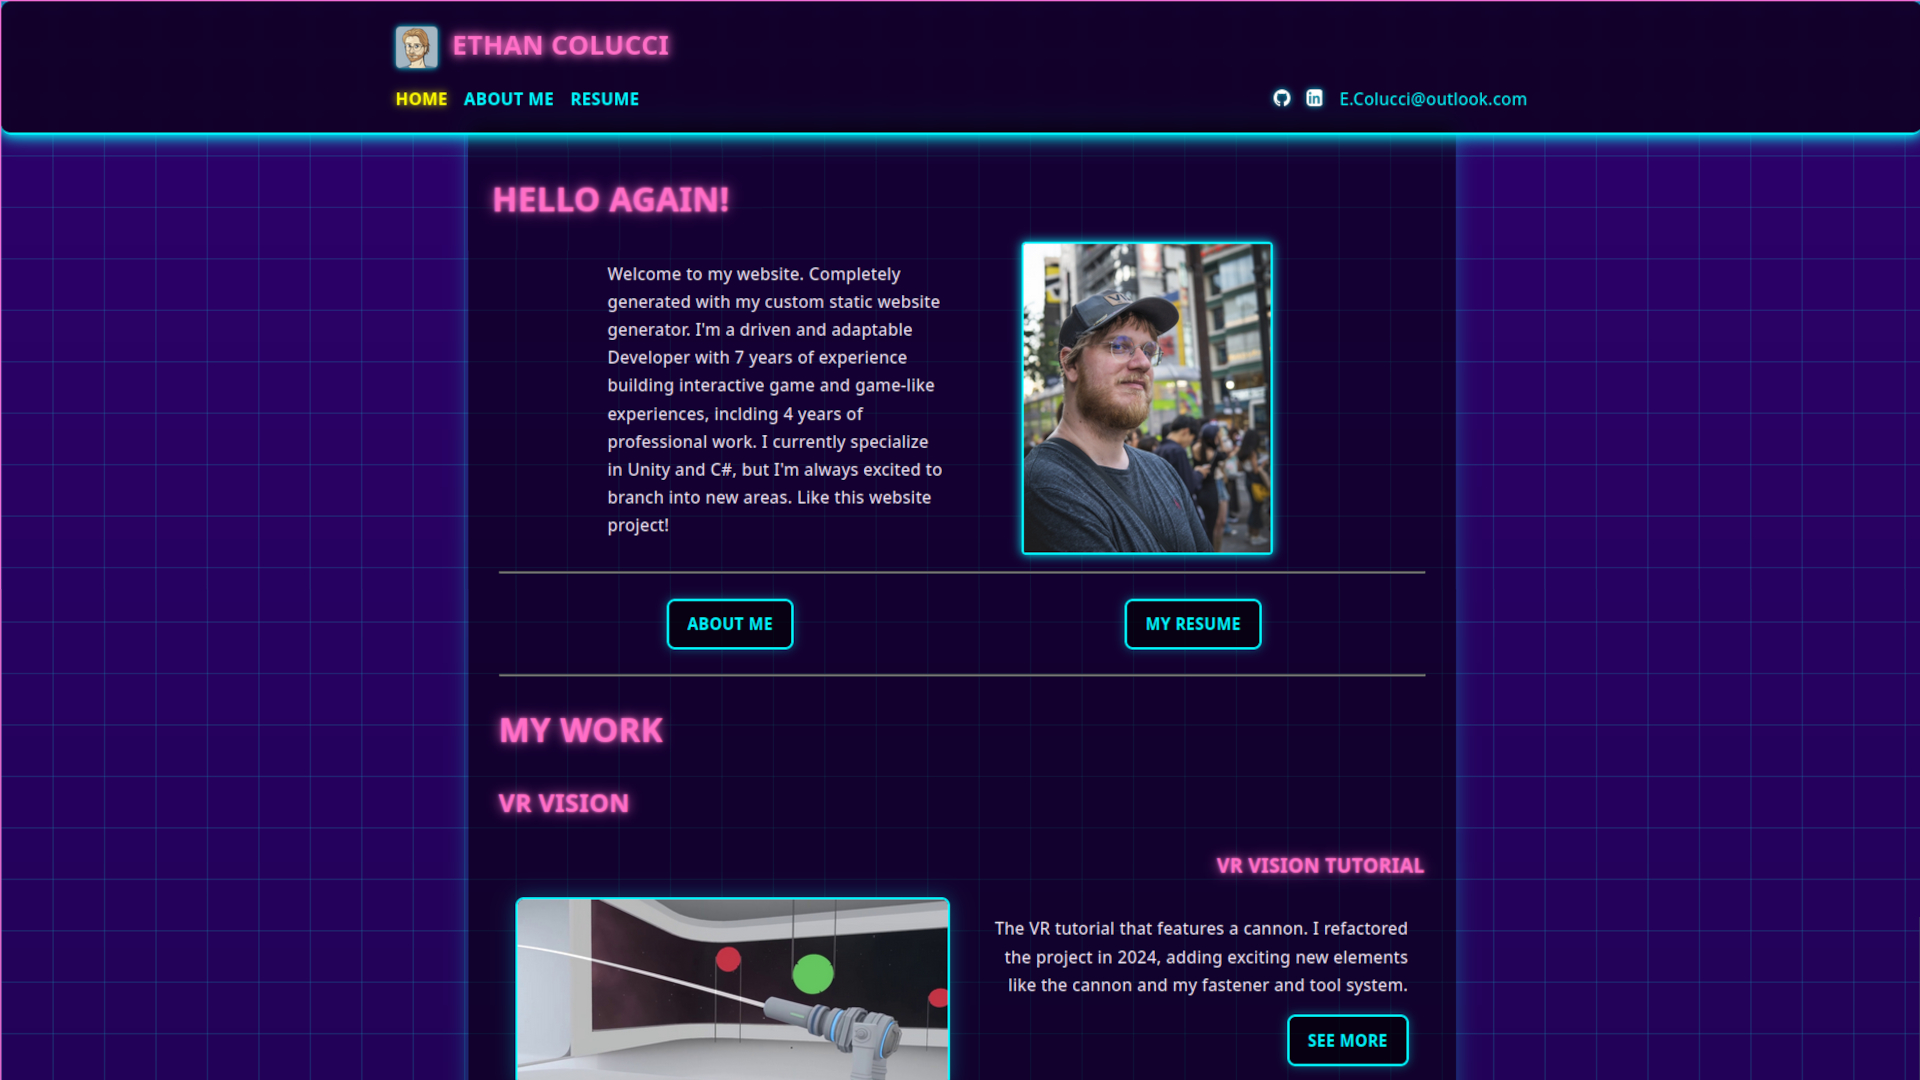 ETHAN COLUCCI
HOME ABOUT ME RESUME
E.Colucci@outlook.com
HELLO AGAIN!
Welcome to my website. Completely
generated with my custom static website
generator. I'm a driven and adaptable
Developer with 7 years of experience
building interactive game and game-like
experiences, inclding 4 years of
professional work. I currently specialize
in Unity and C#, but I'm always excited to
branch into new areas. Like this website
project!
ABOUT ME
MY RESUME
MY WORK
VR VISION
VR VISION TUTORIAL
The VR tutorial that features a cannon. I refactored
the project in 2024, adding exciting new elements
like the cannon and my fastener and tool system.
SEE MORE